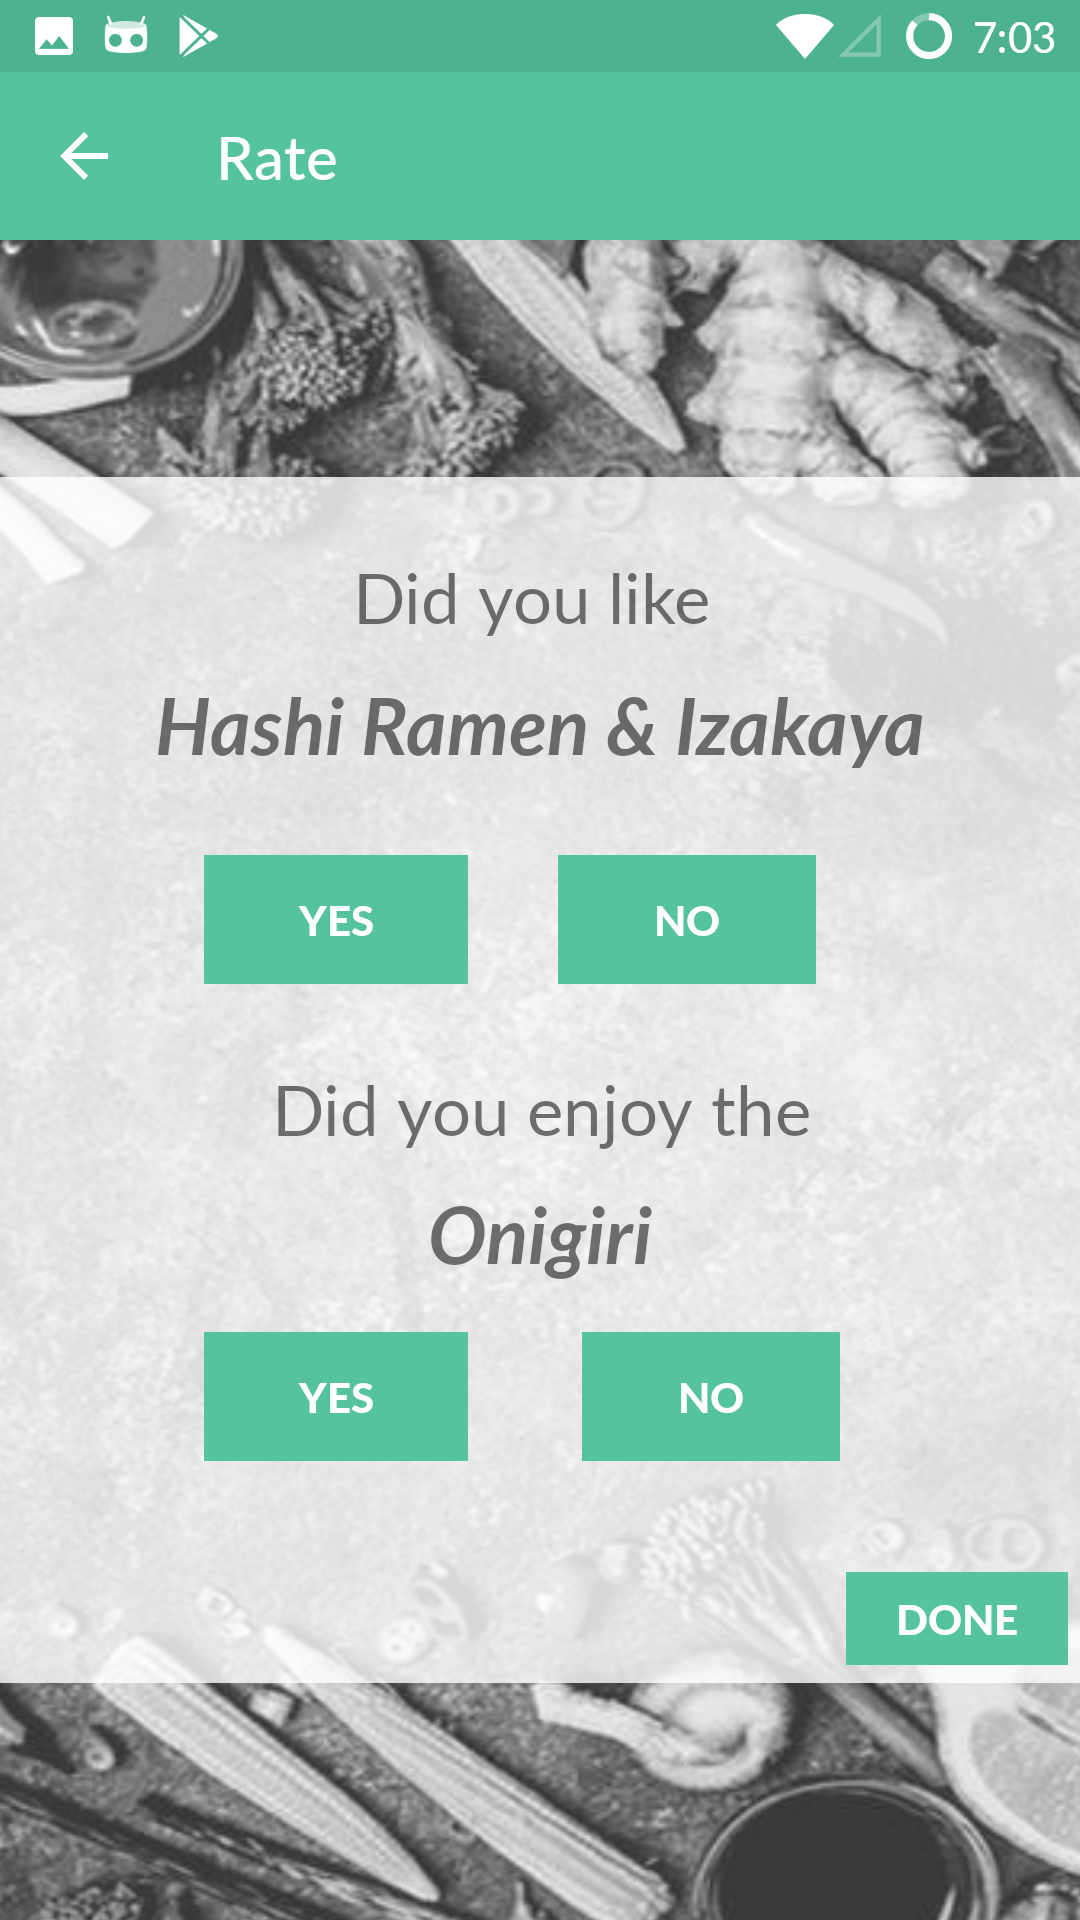 7:03
Rate
Did you like
Hashi Ramen & Izakaya
YES NO
Did you enjoy the
Onigiri
YES NO
DONE